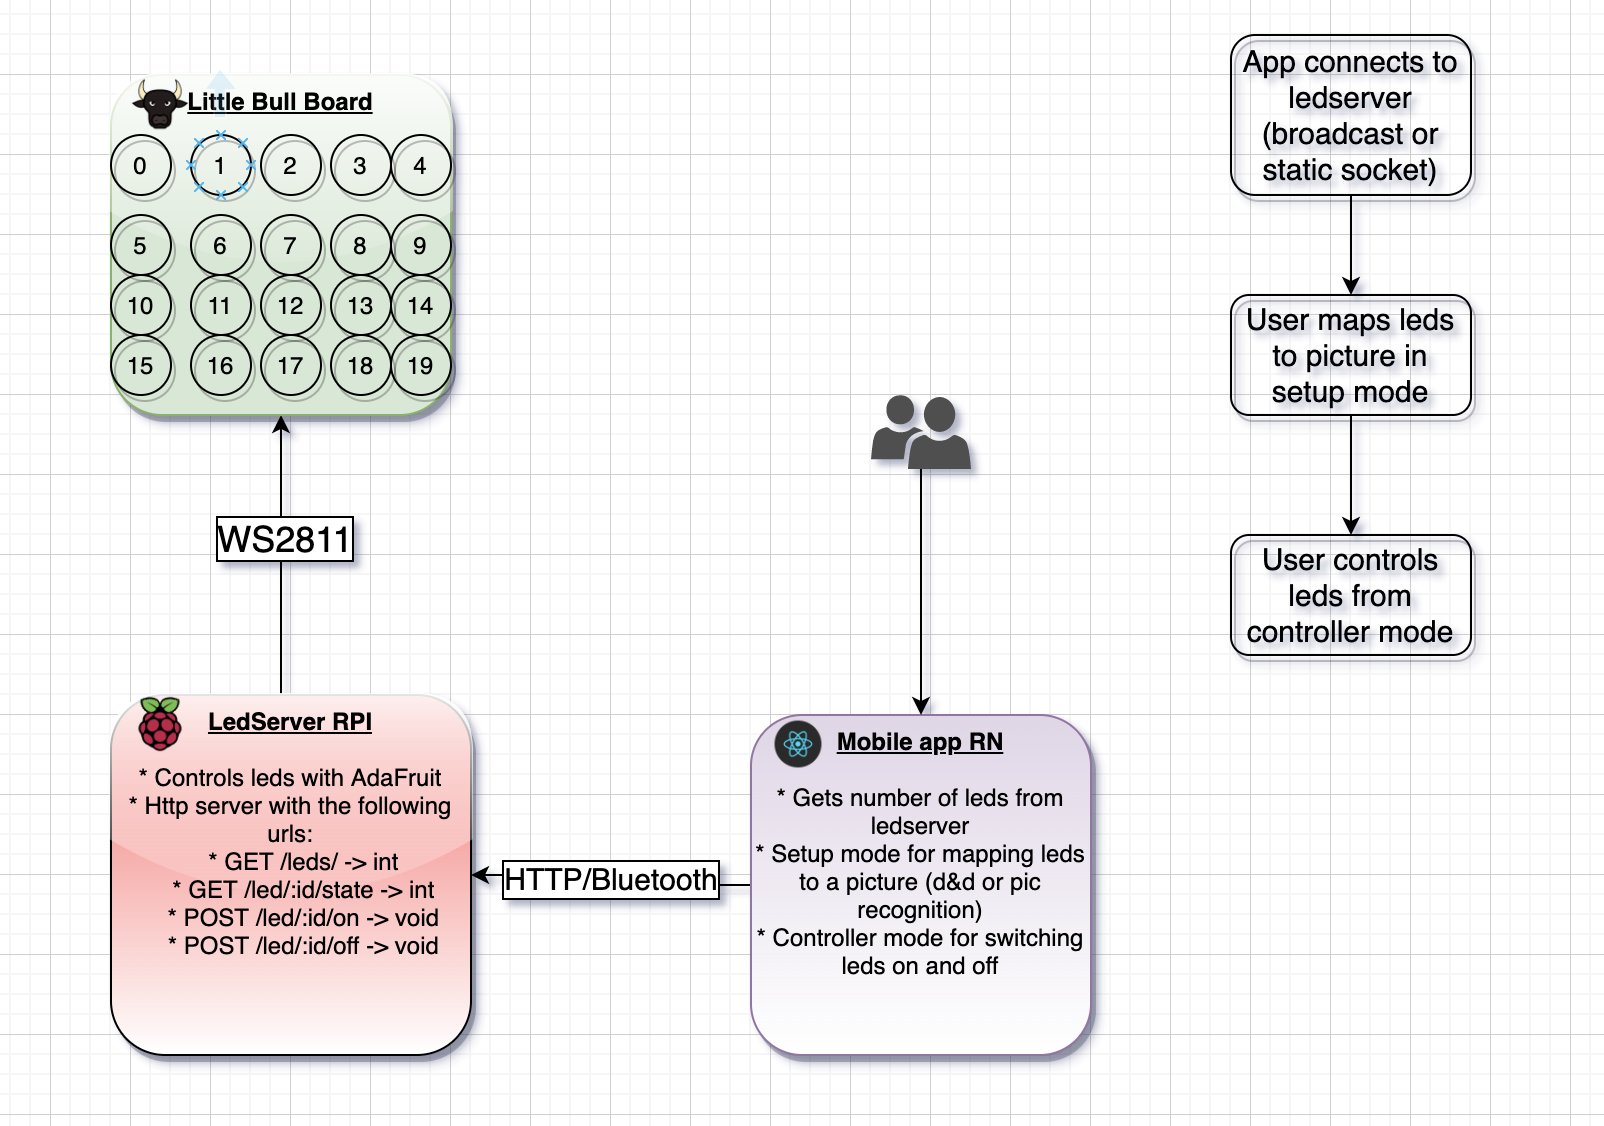 Little Bull Board
0 1 2 3 4
5 6 7 8 9
10 11 12 13 14
15 16 17 18 19
WS2811
LedServer RPI
* Controls leds with AdaFruit
* Http server with the following
urls:
* GET /leds/ -> int
* GET /led/:id/state -> int
* POST /led/:id/on -> void
* POST /led/:id/off -> void
HTTP/Bluetooth
Mobile app RN
* Gets number of leds from
ledserver
* Setup mode for mapping leds
to a picture (d&d or pic
recognition)
* Controller mode for switching
leds on and off
App connects to
ledserver
(broadcast or
static socket)
User maps leds
to picture in
setup mode
User controls
leds from
controller mode